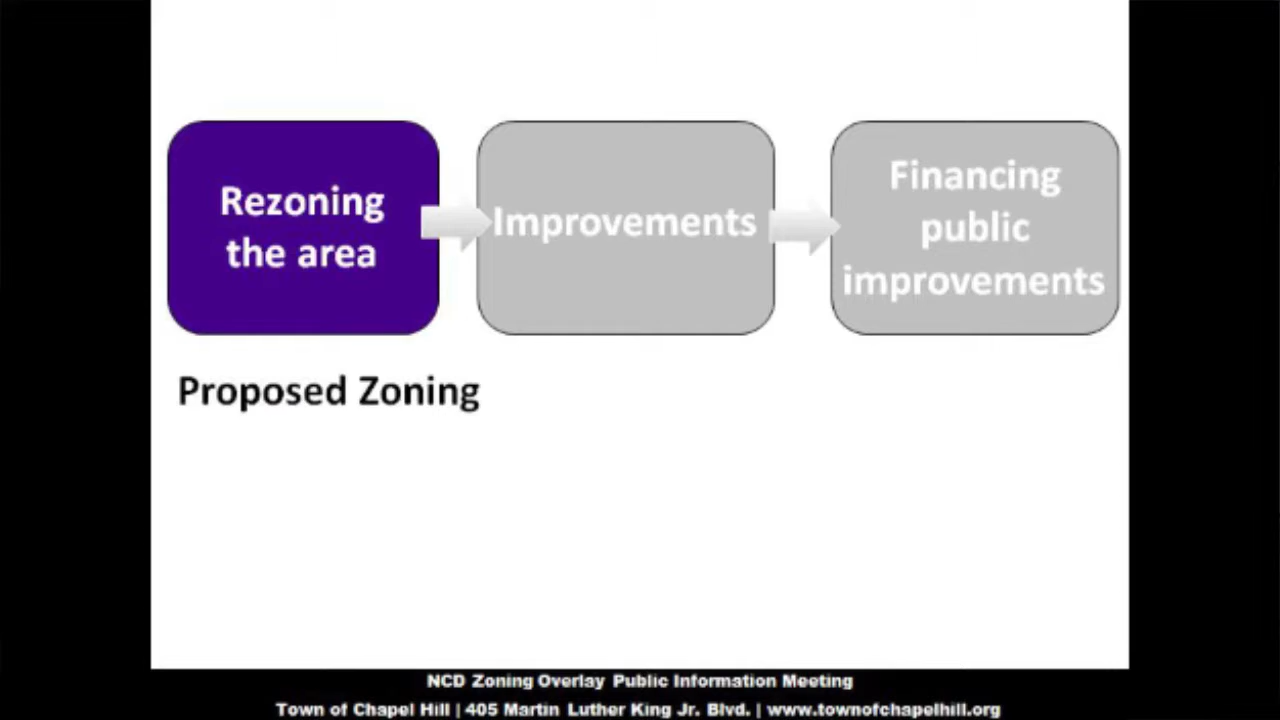 Rezoning
the area
Improvements
Financing
public
improvements
Proposed Zoning
NCD Zoning Overlay Public Information Meeting
Town of Chapel Hill | 405 Martin Luther King Jr. Blvd. | www.townofchapelhill.org